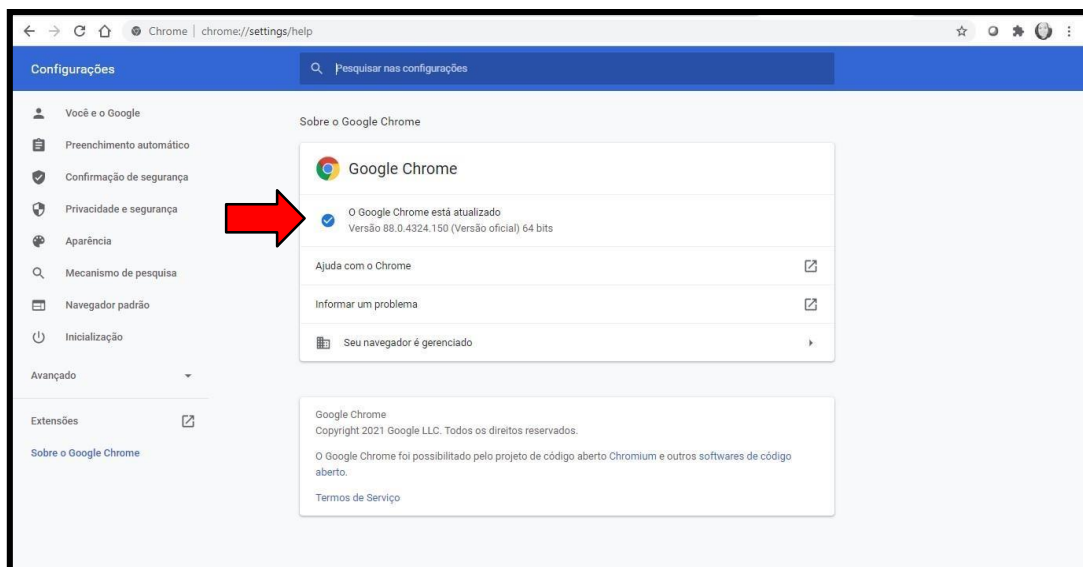 Chrome | chrome://settings/help
Configurações
Pesquisar nas configurações
Você e o Google
Preenchimento automático
Confirmação de segurança
Privacidade e segurança
Aparência
Mecanismo de pesquisa
Navegador padrão
Inicialização
Avançado
Extensões
Sobre o Google Chrome
Sobre o Google Chrome
Google Chrome
O Google Chrome está atualizado
Versão 88.0.4324.150 (Versão oficial) 64 bits
Ajuda com o Chrome
Informar um problema
Seu navegador é gerenciado
Google Chrome
Copyright 2021 Google LLC. Todos os direitos reservados.
O Google Chrome foi possibilitado pelo projeto de código aberto Chromium e outros softwares de código
aberto.
Termos de Serviço